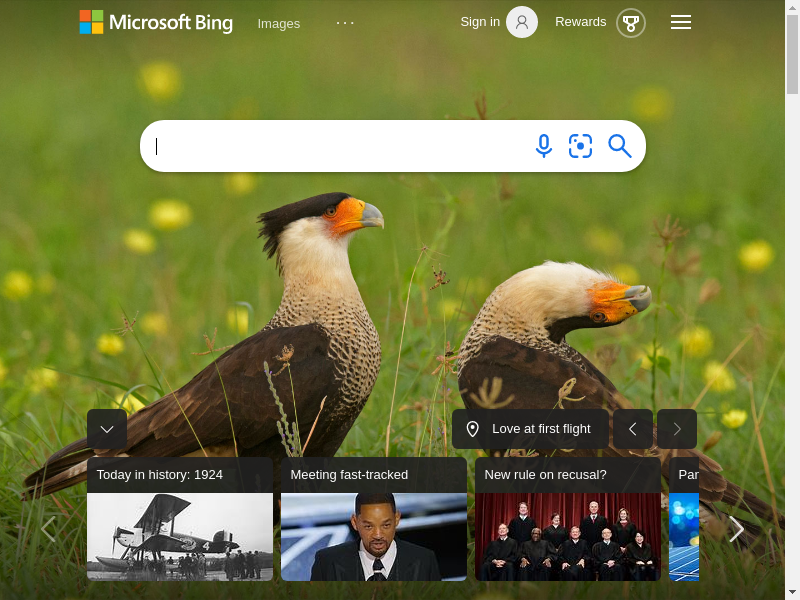 Microsoft Bing
Images
Sign in
Rewards
Love at first flight
Today in history: 1924
Meeting fast-tracked
New rule on recusal?
Pan